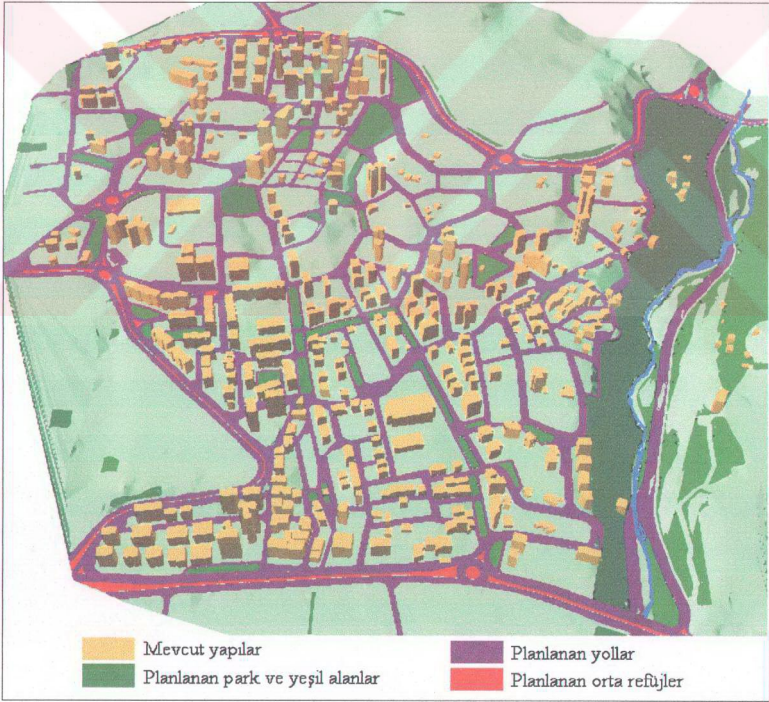 Mevcut yapılar
Planlanan park ve yeşil alanlar
Planlanan yollar
Planlanan orta refüjler